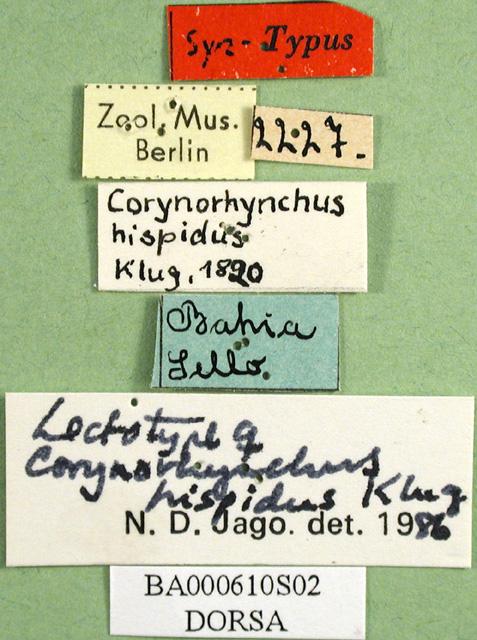 Syn-Typus
Zool. Mus.
Berlin
2227.
Corynorhynchus
hispidus
Klug, 1820
Bahia
Sello.
Lectotype
Corynorhynchus
hispidus Klug
N. D. Jago. det. 1986
BA000610S02
DORSA